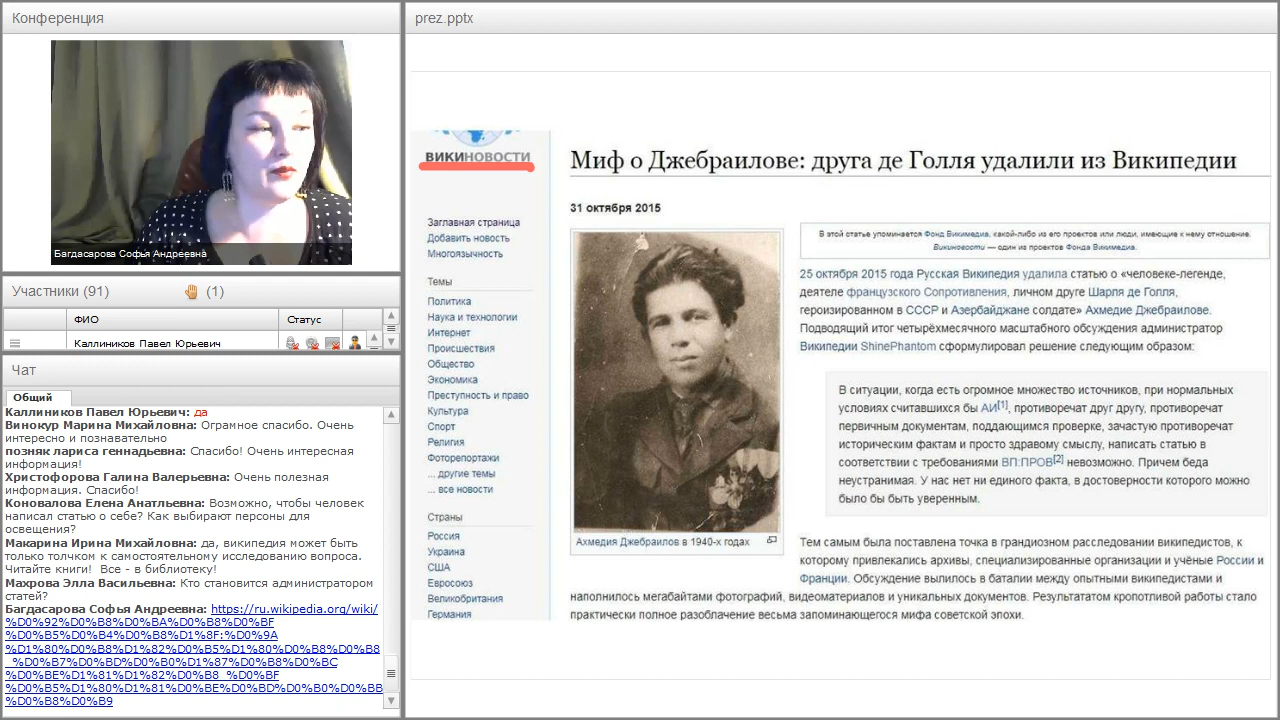 Конференция
Багдасарова Софья Андреевна
Участники (91)
(1)
ФИО
Статус
Каллиников Павел Юрьевич
Чат
Общий
Каллиников Павел Юрьевич: да
Винокур Марина Михайловна: Ограмное спасибо. Очень
интересно и познавательно
позняк лариса геннадьевна: Спасибо! Очень интересная
информация!
Христофорова Галина Валерьевна: Очень полезная
информация. Спасибо!
Коновалова Елена Анатльевна: Возможно, чтобы человек
написал статью о себе? Как выбирают персоны для
освещения?
Макарина Ирина Михайловна: да, википедия может быть
только толчком к самостоятельному исследованию вопроса.
Читайте книги! Все - в библиотеку!
Махрова Элла Васильевна: Кто становится администратором
статей?
Багдасарова Софья Андреевна: https://ru.wikipedia.org/wiki/
%D0%92%D0%B8%D0%BA%D0%B8%D0%BF
%D0%B5%D0%B4%D0%B8%D1%8F:%D0%9A
%D1%80%D0%B8%D1%82%D0%B5%D1%80%D0%B8%D0%B8
_%D0%B7%D0%BD%D0%B0%D1%87%D0%B8%D0%BC
%D0%BE%D1%81%D1%82%D0%B8_%D0%BF
%D0%B5%D1%80%D1%81%D0%BE%D0%BD%D0%B0%D0%BB
%D0%B8%D0%B9
prez.pptx
ВИКИНОВОСТИ
Заглавная страница
Добавить новость
Многоязычность
Темы
Политика
Наука и технологии
Интернет
Происшествия
Общество
Экономика
Преступность и право
Культура
Спорт
Религия
Фоторепортажи
... другие темы
... все новости
Страны
Россия
Украина
США
Евросоюз
Великобритания
Германия
Миф о Джебраилове: друга де Голля удалили из Википедии
31 октября 2015
В этой статье упоминается Фонд Викимедиа, какой-либо из его проектов или люди, имеющие к нему отношение.
Викиновости — один из проектов Фонда Викимедиа.
25 октября 2015 года Русская Википедия удалила статью о «человеке-легенде,
деятеле французского Сопротивления, личном друге Шарля де Голля,
героизированном в СССР и Азербайджане солдате» Ахмедие Джебраилове.
Подводящий итог четырёхмесячного масштабного обсуждения администратор
Википедии ShinePhantom сформулировал решение следующим образом:
В ситуации, когда есть огромное множество источников, при нормальных
условиях считавшихся бы АИ[1], противоречат друг другу, противоречат
первичным документам, поддающимся проверке, зачастую противоречат
историческим фактам и просто здравому смыслу, написать статью в
соответствии с требованиями ВП:ПРОВ[2] невозможно. Причем беда
неустранимая. У нас нет ни единого факта, в достоверности которого можно
было бы быть уверенным.
Ахмедия Джебраилов в 1940-х годах
Тем самым была поставлена точка в грандиозном расследовании википедистов, к
которому привлекались архивы, специализированные организации и учёные России и
Франции. Обсуждение вылилось в баталии между опытными википедистами и
наполнилось мегабайтами фотографий, видеоматериалов и уникальных документов. Результататом кропотливой работы стало
практически полное разоблачение весьма запоминающегося мифа советской эпохи.